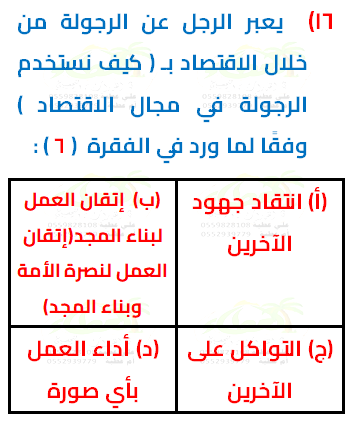 ١٦) يعبر الرجل عن الرجولة من
خلال الاقتصاد بـ ( كيف نستخدم
الرجولة في مجال الاقتصاد )
وفقًا لما ورد في الفقرة ( ٦ ) :
(أ) انتقاد جهود
الآخرين
(ب) إتقان العمل
لبناء المجد(إتقان
العمل لنصرة الأمة
وبناء المجد)
(ج) التواكل على
الآخرين
(د) أداء العمل
بأي صورة